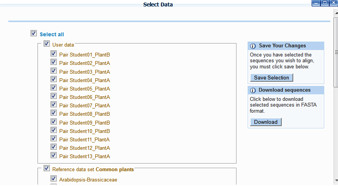 Select Data
Select all
User data
Pair Student01_PlantB
Pair Student02_PlantA
Pair Student03_PlantA
Pair Student04_PlantA
Pair Student05_PlantA
Pair Student06_PlantA
Pair Student07_PlantA
Pair Student08_PlantB
Pair Student09_PlantB
Pair Student10_PlantB
Pair Student11_PlantA
Pair Student12_PlantA
Pair Student13_PlantA
Reference data set Common plants
Arabidopsis-Brassicaceae
Save Your Changes
Once you have selected the
sequences you wish to align,
you must click save below.
Save Selection
Download sequences
Click below to download
selected sequences in FASTA
format.
Download